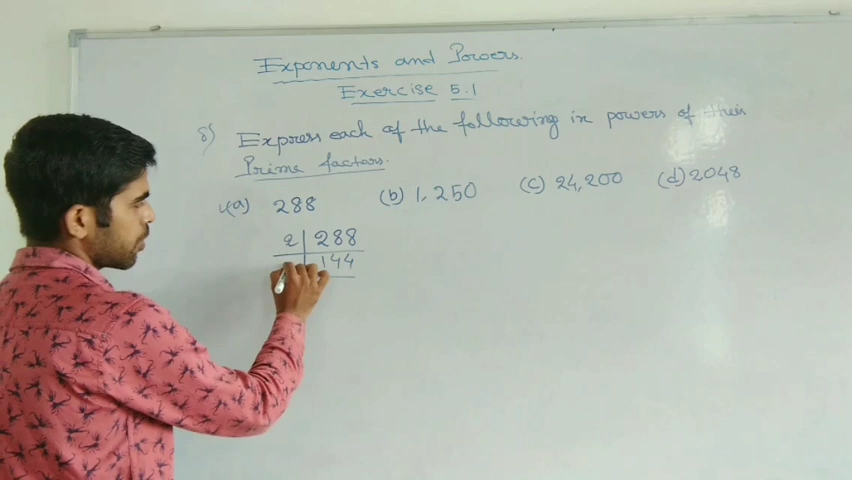 Exponents and Powers.
Exercise 5.1
8) Express each of the following in powers of their
Prime factors.
(a) 288 (b) 1,250 (c) 24,200 (d) 2048
2 288
144